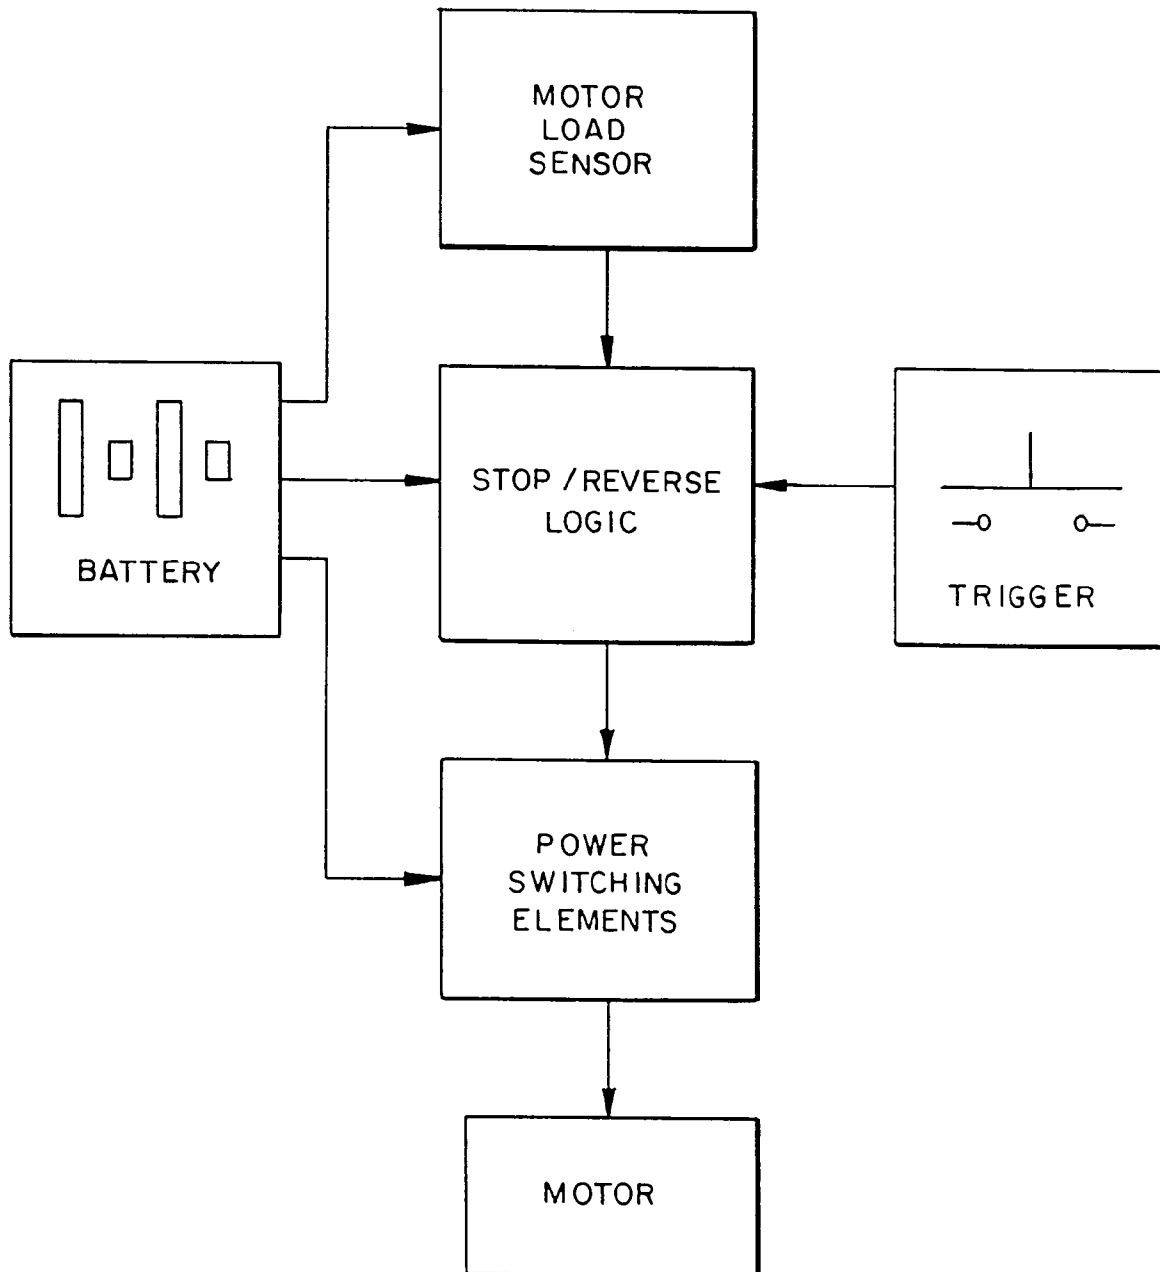 MOTOR
LOAD
SENSOR
BATTERY
STOP / REVERSE
LOGIC
TRIGGER
POWER
SWITCHING
ELEMENTS
MOTOR